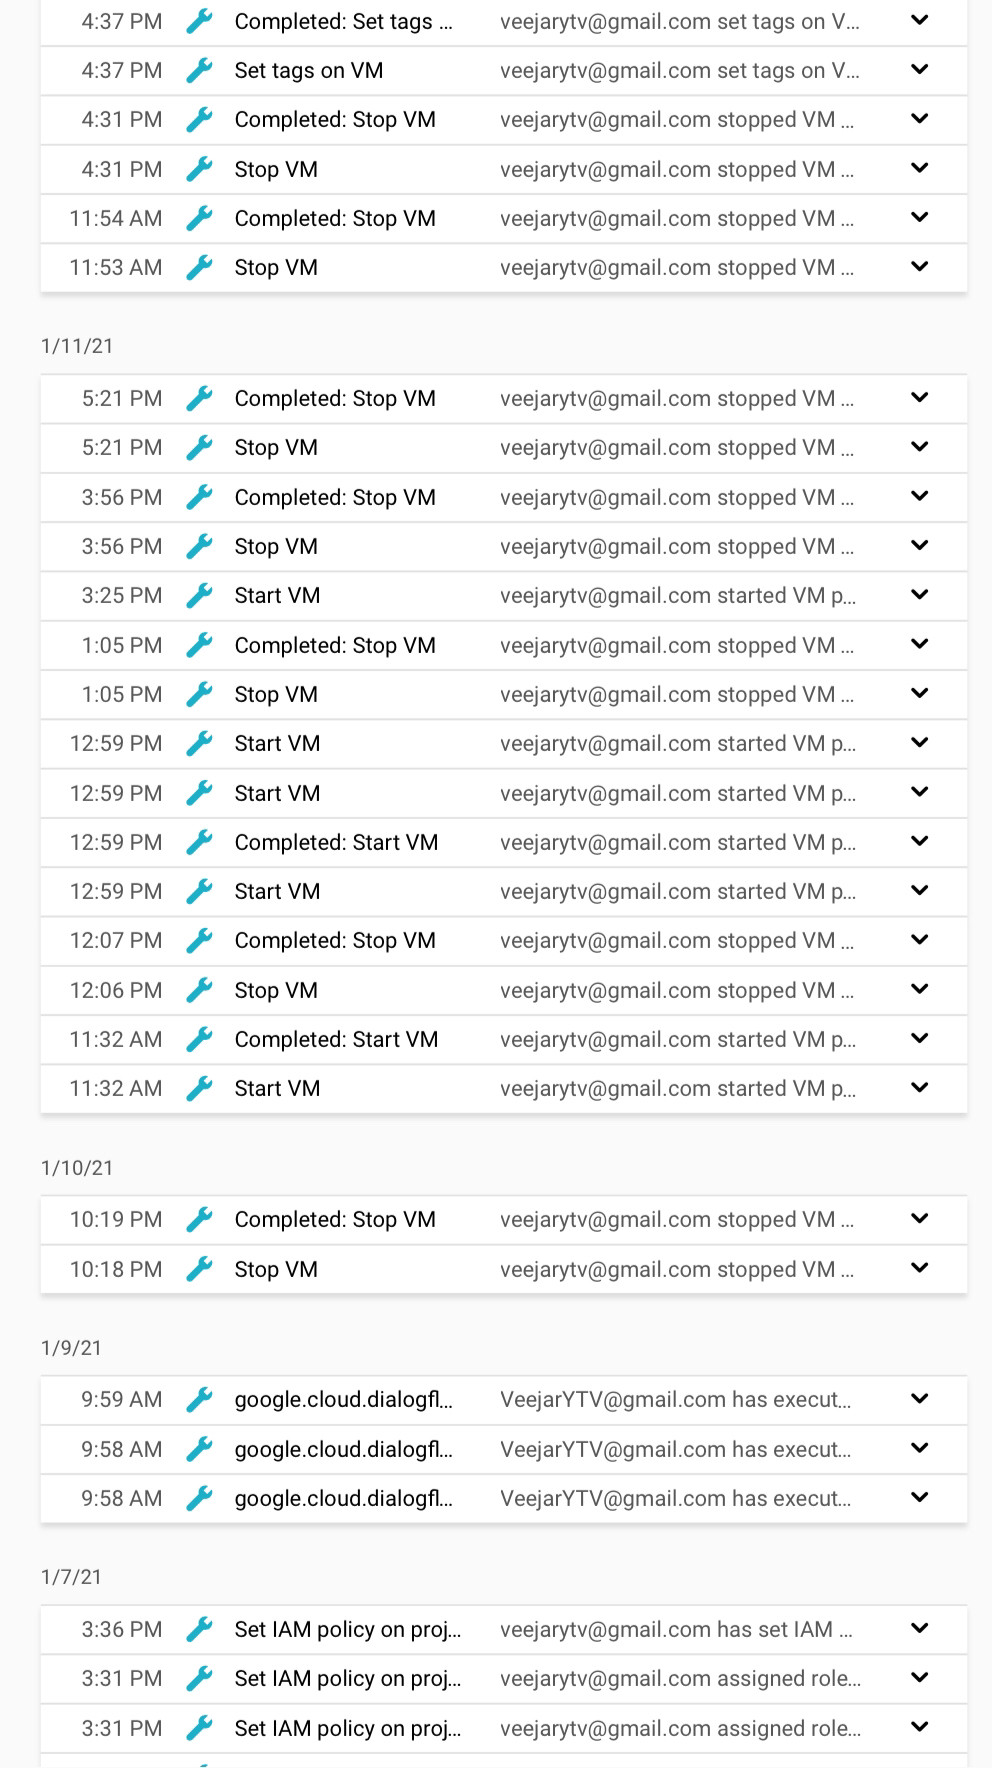 4:37 PM Completed: Set tags ... veejarytv@gmail.com set tags on V...
4:37 PM Set tags on VM veejarytv@gmail.com set tags on V...
4:31 PM Completed: Stop VM veejarytv@gmail.com stopped VM ...
4:31 PM Stop VM veejarytv@gmail.com stopped VM ...
11:54 AM Completed: Stop VM veejarytv@gmail.com stopped VM ...
11:53 AM Stop VM veejarytv@gmail.com stopped VM ...
1/11/21
5:21 PM Completed: Stop VM veejarytv@gmail.com stopped VM ...
5:21 PM Stop VM veejarytv@gmail.com stopped VM ...
3:56 PM Completed: Stop VM veejarytv@gmail.com stopped VM ...
3:56 PM Stop VM veejarytv@gmail.com stopped VM ...
3:25 PM Start VM veejarytv@gmail.com started VM p...
1:05 PM Completed: Stop VM veejarytv@gmail.com stopped VM ...
1:05 PM Stop VM veejarytv@gmail.com stopped VM ...
12:59 PM Start VM veejarytv@gmail.com started VM p...
12:59 PM Start VM veejarytv@gmail.com started VM p...
12:59 PM Completed: Start VM veejarytv@gmail.com started VM p...
12:59 PM Start VM veejarytv@gmail.com started VM p...
12:07 PM Completed: Stop VM veejarytv@gmail.com stopped VM ...
12:06 PM Stop VM veejarytv@gmail.com stopped VM ...
11:32 AM Completed: Start VM veejarytv@gmail.com started VM p...
11:32 AM Start VM veejarytv@gmail.com started VM p...
1/10/21
10:19 PM Completed: Stop VM veejarytv@gmail.com stopped VM ...
10:18 PM Stop VM veejarytv@gmail.com stopped VM ...
1/9/21
9:59 AM google.cloud.dialogfl... VeejarYTV@gmail.com has execut...
9:58 AM google.cloud.dialogfl... VeejarYTV@gmail.com has execut...
9:58 AM google.cloud.dialogfl... VeejarYTV@gmail.com has execut...
1/7/21
3:36 PM Set IAM policy on proj... veejarytv@gmail.com has set IAM ...
3:31 PM Set IAM policy on proj... veejarytv@gmail.com assigned role...
3:31 PM Set IAM policy on proj... veejarytv@gmail.com assigned role...